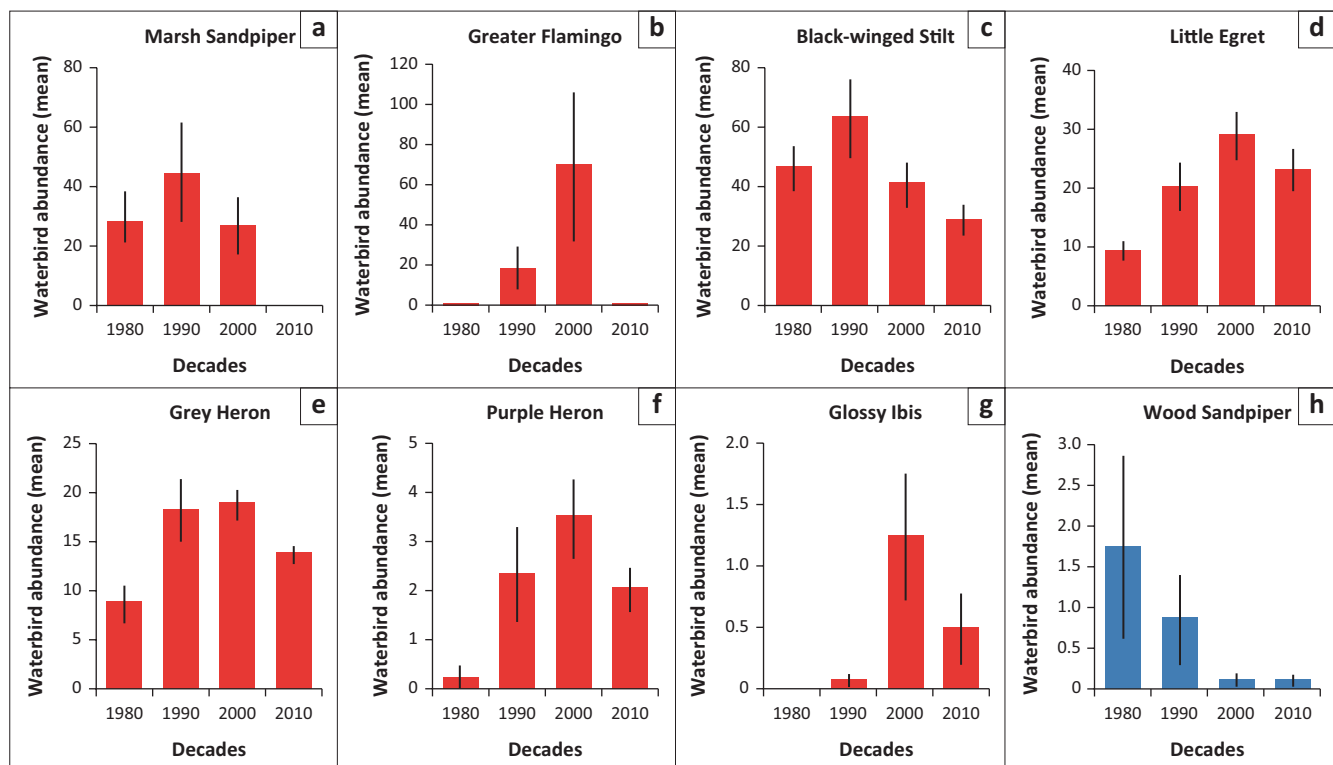 Marsh Sandpiper
a
Waterbird abundance (mean)
80
60
40
20
0
1980 1990 2000 2010
Decades
Greater Flamingo
b
Waterbird abundance (mean)
120
100
80
60
40
20
0
1980 1990 2000 2010
Decades
Black-winged Stilt
c
Waterbird abundance (mean)
80
60
40
20
0
1980 1990 2000 2010
Decades
Little Egret
d
Waterbird abundance (mean)
40
30
20
10
0
1980 1990 2000 2010
Decades
Grey Heron
e
Waterbird abundance (mean)
25
20
15
10
5
0
1980 1990 2000 2010
Decades
Purple Heron
f
Waterbird abundance (mean)
5
4
3
2
1
0
1980 1990 2000 2010
Decades
Glossy Ibis
g
Waterbird abundance (mean)
2.0
1.5
1.0
0.5
0
1980 1990 2000 2010
Decades
Wood Sandpiper
h
Waterbird abundance (mean)
3.0
2.5
2.0
1.5
1.0
0.5
0
1980 1990 2000 2010
Decades